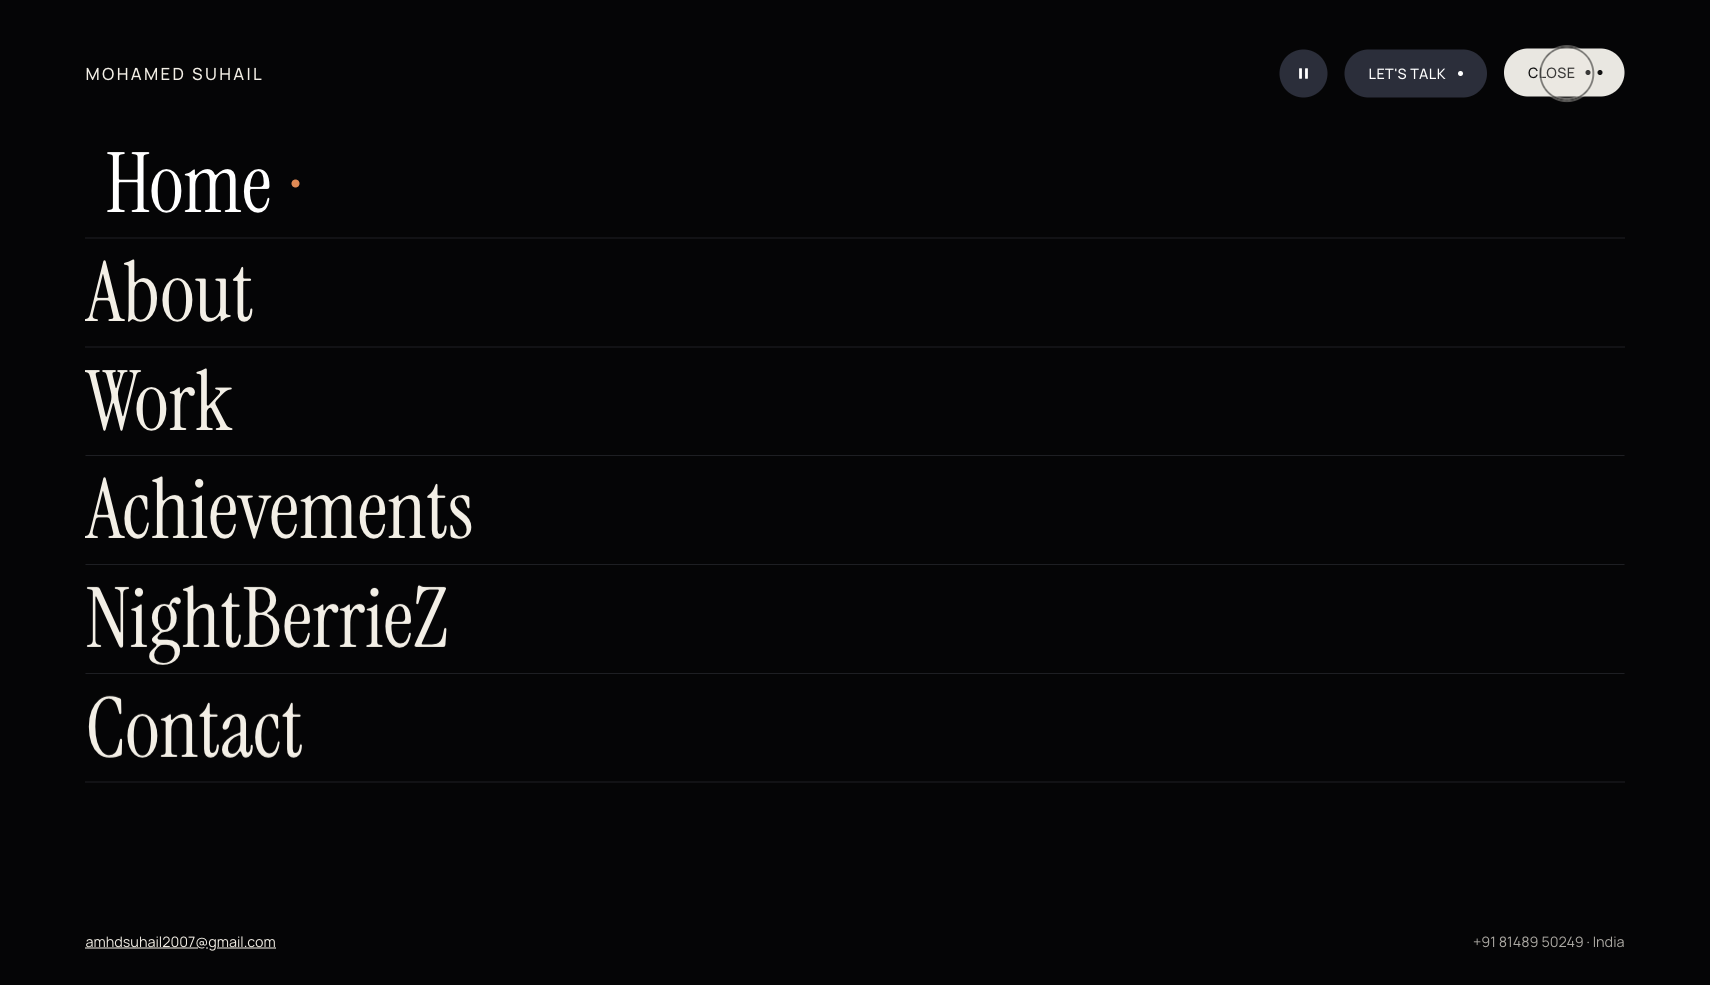 MOHAMED SUHAIL
LET'S TALK
CLOSE
Home
About
Work
Achievements
NightBerrieZ
Contact
amhdsuhail2007@gmail.com
+91 81489 50249 · India